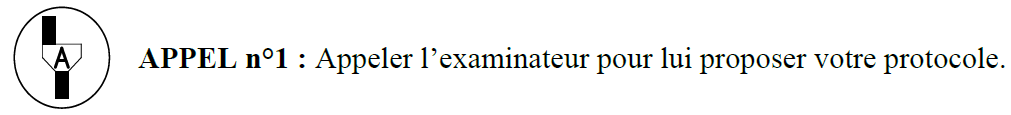 A
APPEL n°1 : Appeler l’examinateur pour lui proposer votre protocole.